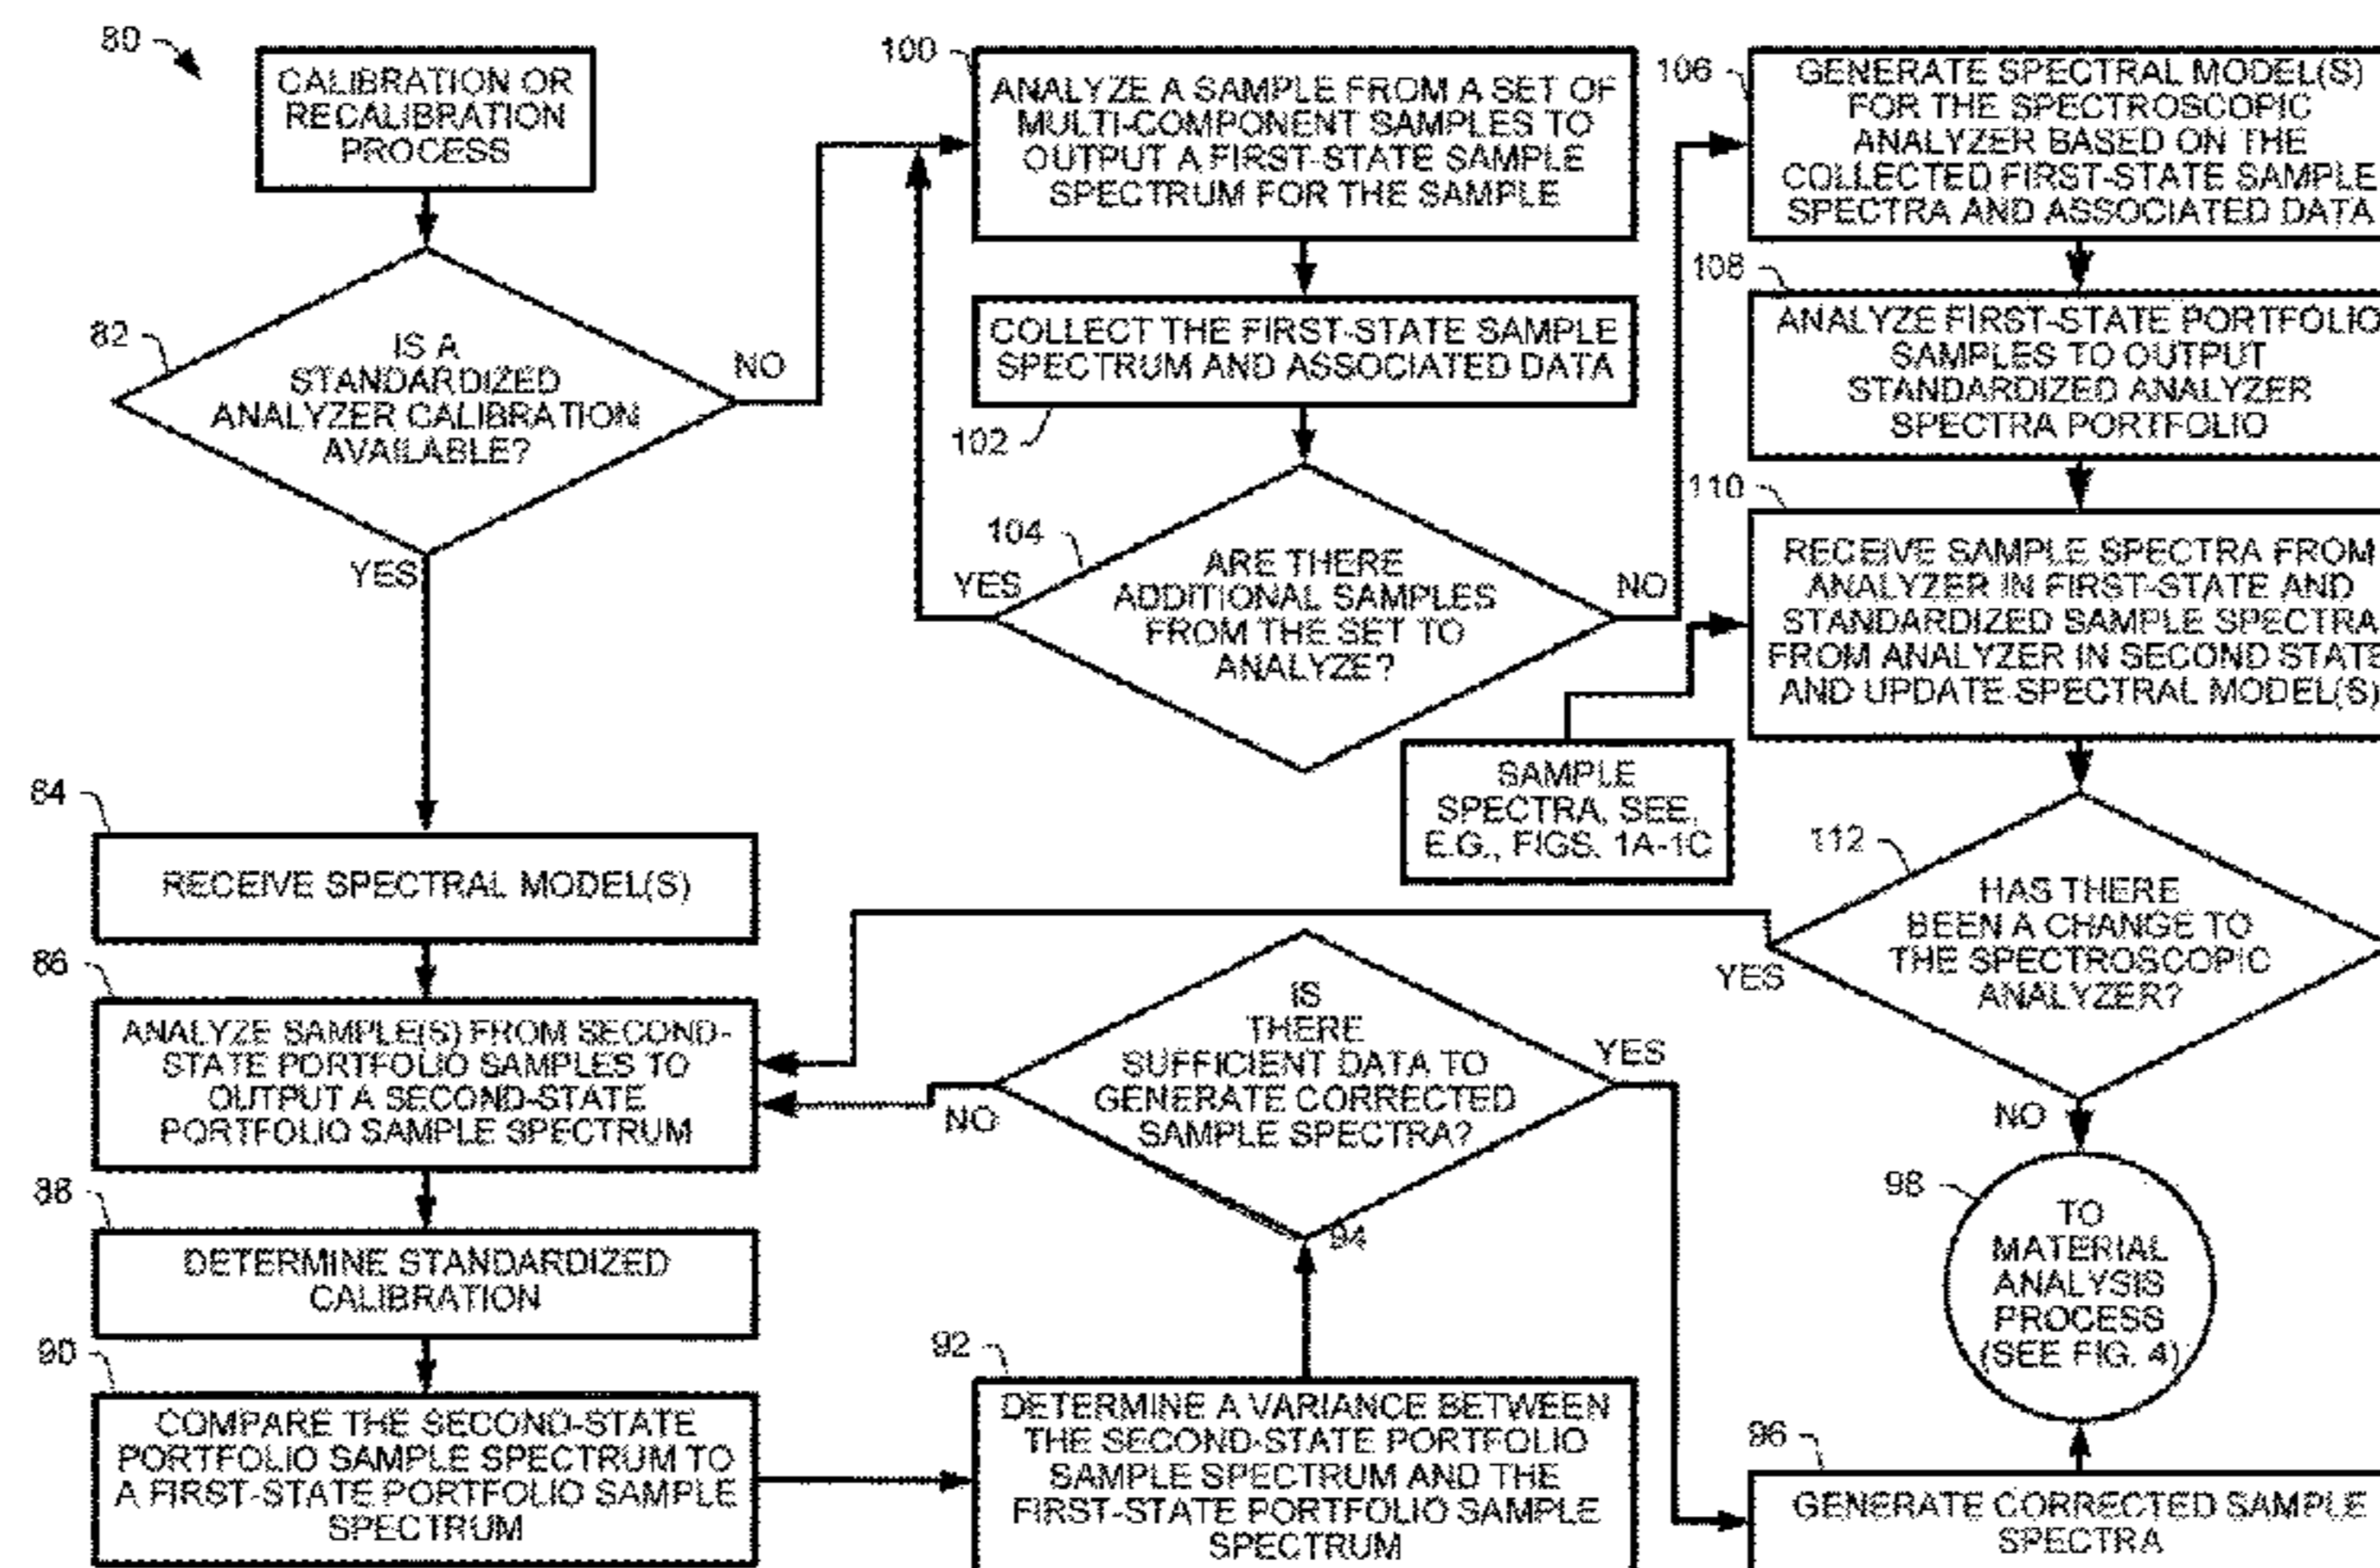 80
CALIBRATION OR
RECALIBRATION
PROCESS
82
IS A
STANDARDIZED
ANALYZER CALIBRATION
AVAILABLE?
NO
YES
84
RECEIVE SPECTRAL MODEL(S)
86
ANALYZE SAMPLE(S) FROM SECOND-
STATE PORTFOLIO SAMPLES TO
OUTPUT A SECOND-STATE
PORTFOLIO SAMPLE SPECTRUM
88
DETERMINE STANDARDIZED
CALIBRATION
90
COMPARE THE SECOND-STATE
PORTFOLIO SAMPLE SPECTRUM TO
A FIRST-STATE PORTFOLIO SAMPLE
SPECTRUM
100
ANALYZE A SAMPLE FROM A SET OF
MULTI-COMPONENT SAMPLES TO
OUTPUT A FIRST-STATE SAMPLE
SPECTRUM FOR THE SAMPLE
COLLECT THE FIRST-STATE SAMPLE
SPECTRUM AND ASSOCIATED DATA
102
104
ARE THERE
ADDITIONAL SAMPLES
FROM THE SET TO
ANALYZE?
YES
NO
SAMPLE
SPECTRA, SEE,
E.G., FIGS. 1A-1C
IS
THERE
SUFFICIENT DATA TO
GENERATE CORRECTED
SAMPLE SPECTRA?
YES
NO
94
92
DETERMINE A VARIANCE BETWEEN
THE SECOND-STATE PORTFOLIO
SAMPLE SPECTRUM AND THE
FIRST-STATE PORTFOLIO SAMPLE
SPECTRUM
106
GENERATE SPECTRAL MODEL(S)
FOR THE SPECTROSCOPIC
ANALYZER BASED ON THE
COLLECTED FIRST-STATE SAMPLE
SPECTRA AND ASSOCIATED DATA
108
ANALYZE FIRST-STATE PORTFOLIO
SAMPLES TO OUTPUT
STANDARDIZED ANALYZER
SPECTRA PORTFOLIO
110
RECEIVE SAMPLE SPECTRA FROM
ANALYZER IN FIRST-STATE AND
STANDARDIZED SAMPLE SPECTRA
FROM ANALYZER IN SECOND STATE
AND UPDATE SPECTRAL MODEL(S)
112
HAS THERE
BEEN A CHANGE TO
THE SPECTROSCOPIC
ANALYZER?
YES
NO
98
TO
MATERIAL
ANALYSIS
PROCESS
(SEE FIG. 4)
96
GENERATE CORRECTED SAMPLE
SPECTRA